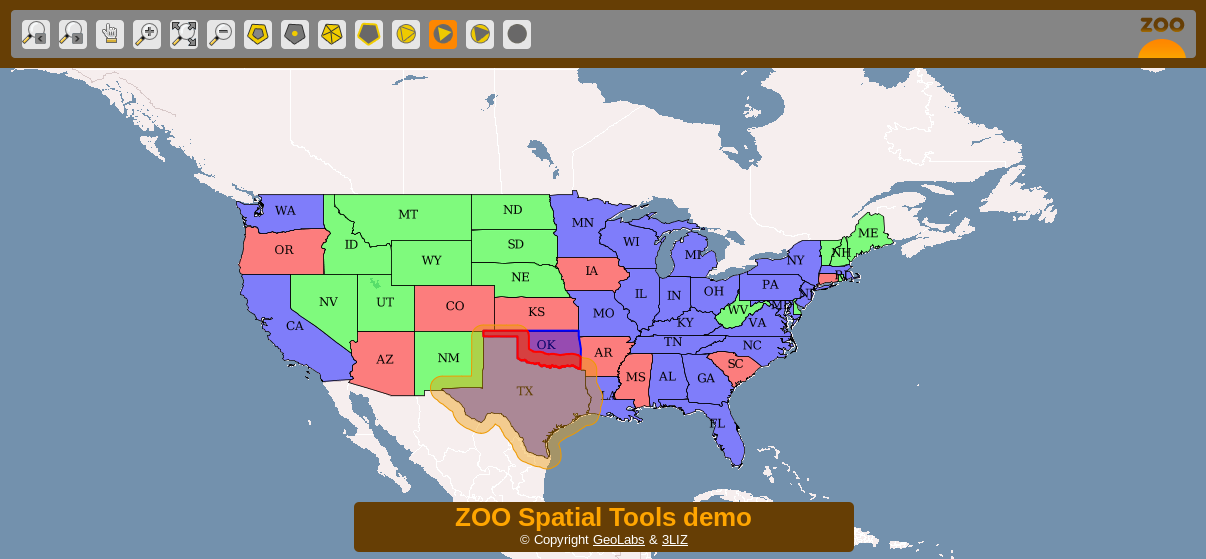 ZOO
WA
MT
ND
MN
OR
ID
SD
WI
MI
NY
NH
ME
WY
NE
IA
PA
NV
UT
CO
KS
MO
IL
IN
OH
WV
VA
CA
AZ
NM
OK
AR
TN
KY
NC
SC
TX
LA
MS
AL
GA
FL
ZOO Spatial Tools demo
© Copyright GeoLabs & 3LIZ